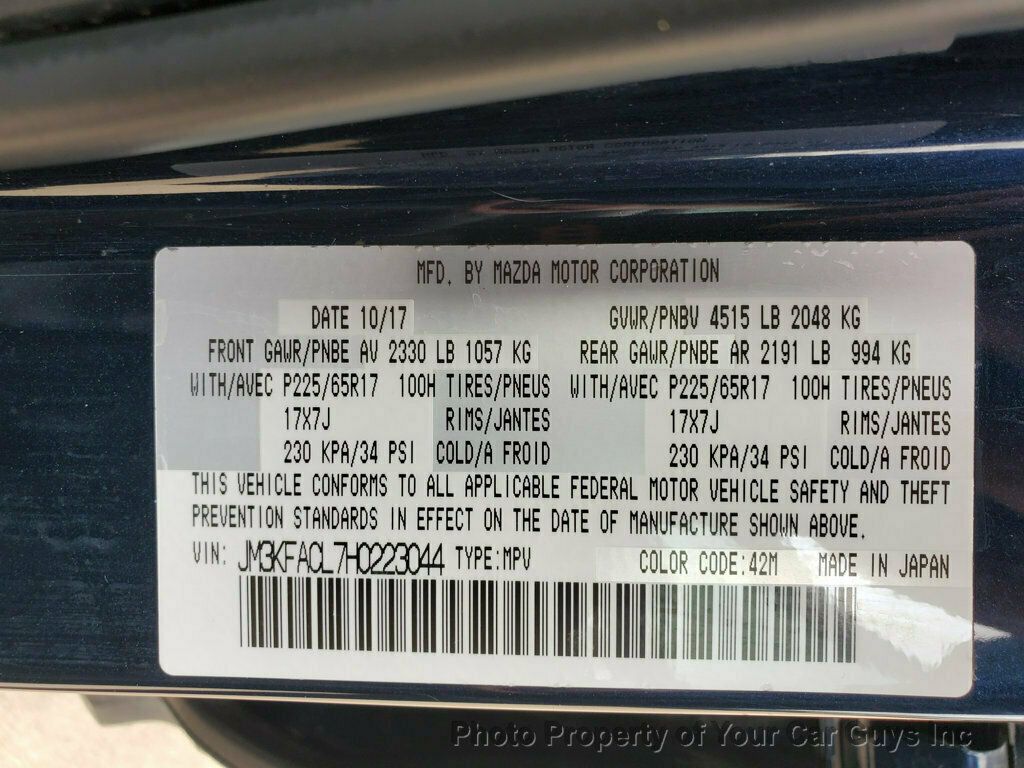 MFD. BY MAZDA MOTOR CORPORATION
MFD. BY MAZDA MOTOR CORPORATION
DATE 10/17 GVWR/PNBV 4515 LB 2048 KG
FRONT GAWR/PNBE AV 2330 LB 1057 KG REAR GAWR/PNBE AR 2191 LB 994 KG
WITH/AVEC P225/65R17 100H TIRES/PNEUS WITH/AVEC P225/65R17 100H TIRES/PNEUS
17X7J RIMS/JANTES 17X7J RIMS/JANTES
230 KPA/34 PSI COLD/A FROID 230 KPA/34 PSI COLD/A FROID
THIS VEHICLE CONFORMS TO ALL APPLICABLE FEDERAL MOTOR VEHICLE SAFETY AND THEFT
PREVENTION STANDARDS IN EFFECT ON THE DATE OF MANUFACTURE SHOWN ABOVE.
VIN: JM3KFACL7H0223044 TYPE:MPV COLOR CODE:42M MADE IN JAPAN
Photo Property of Your Car Guys Inc